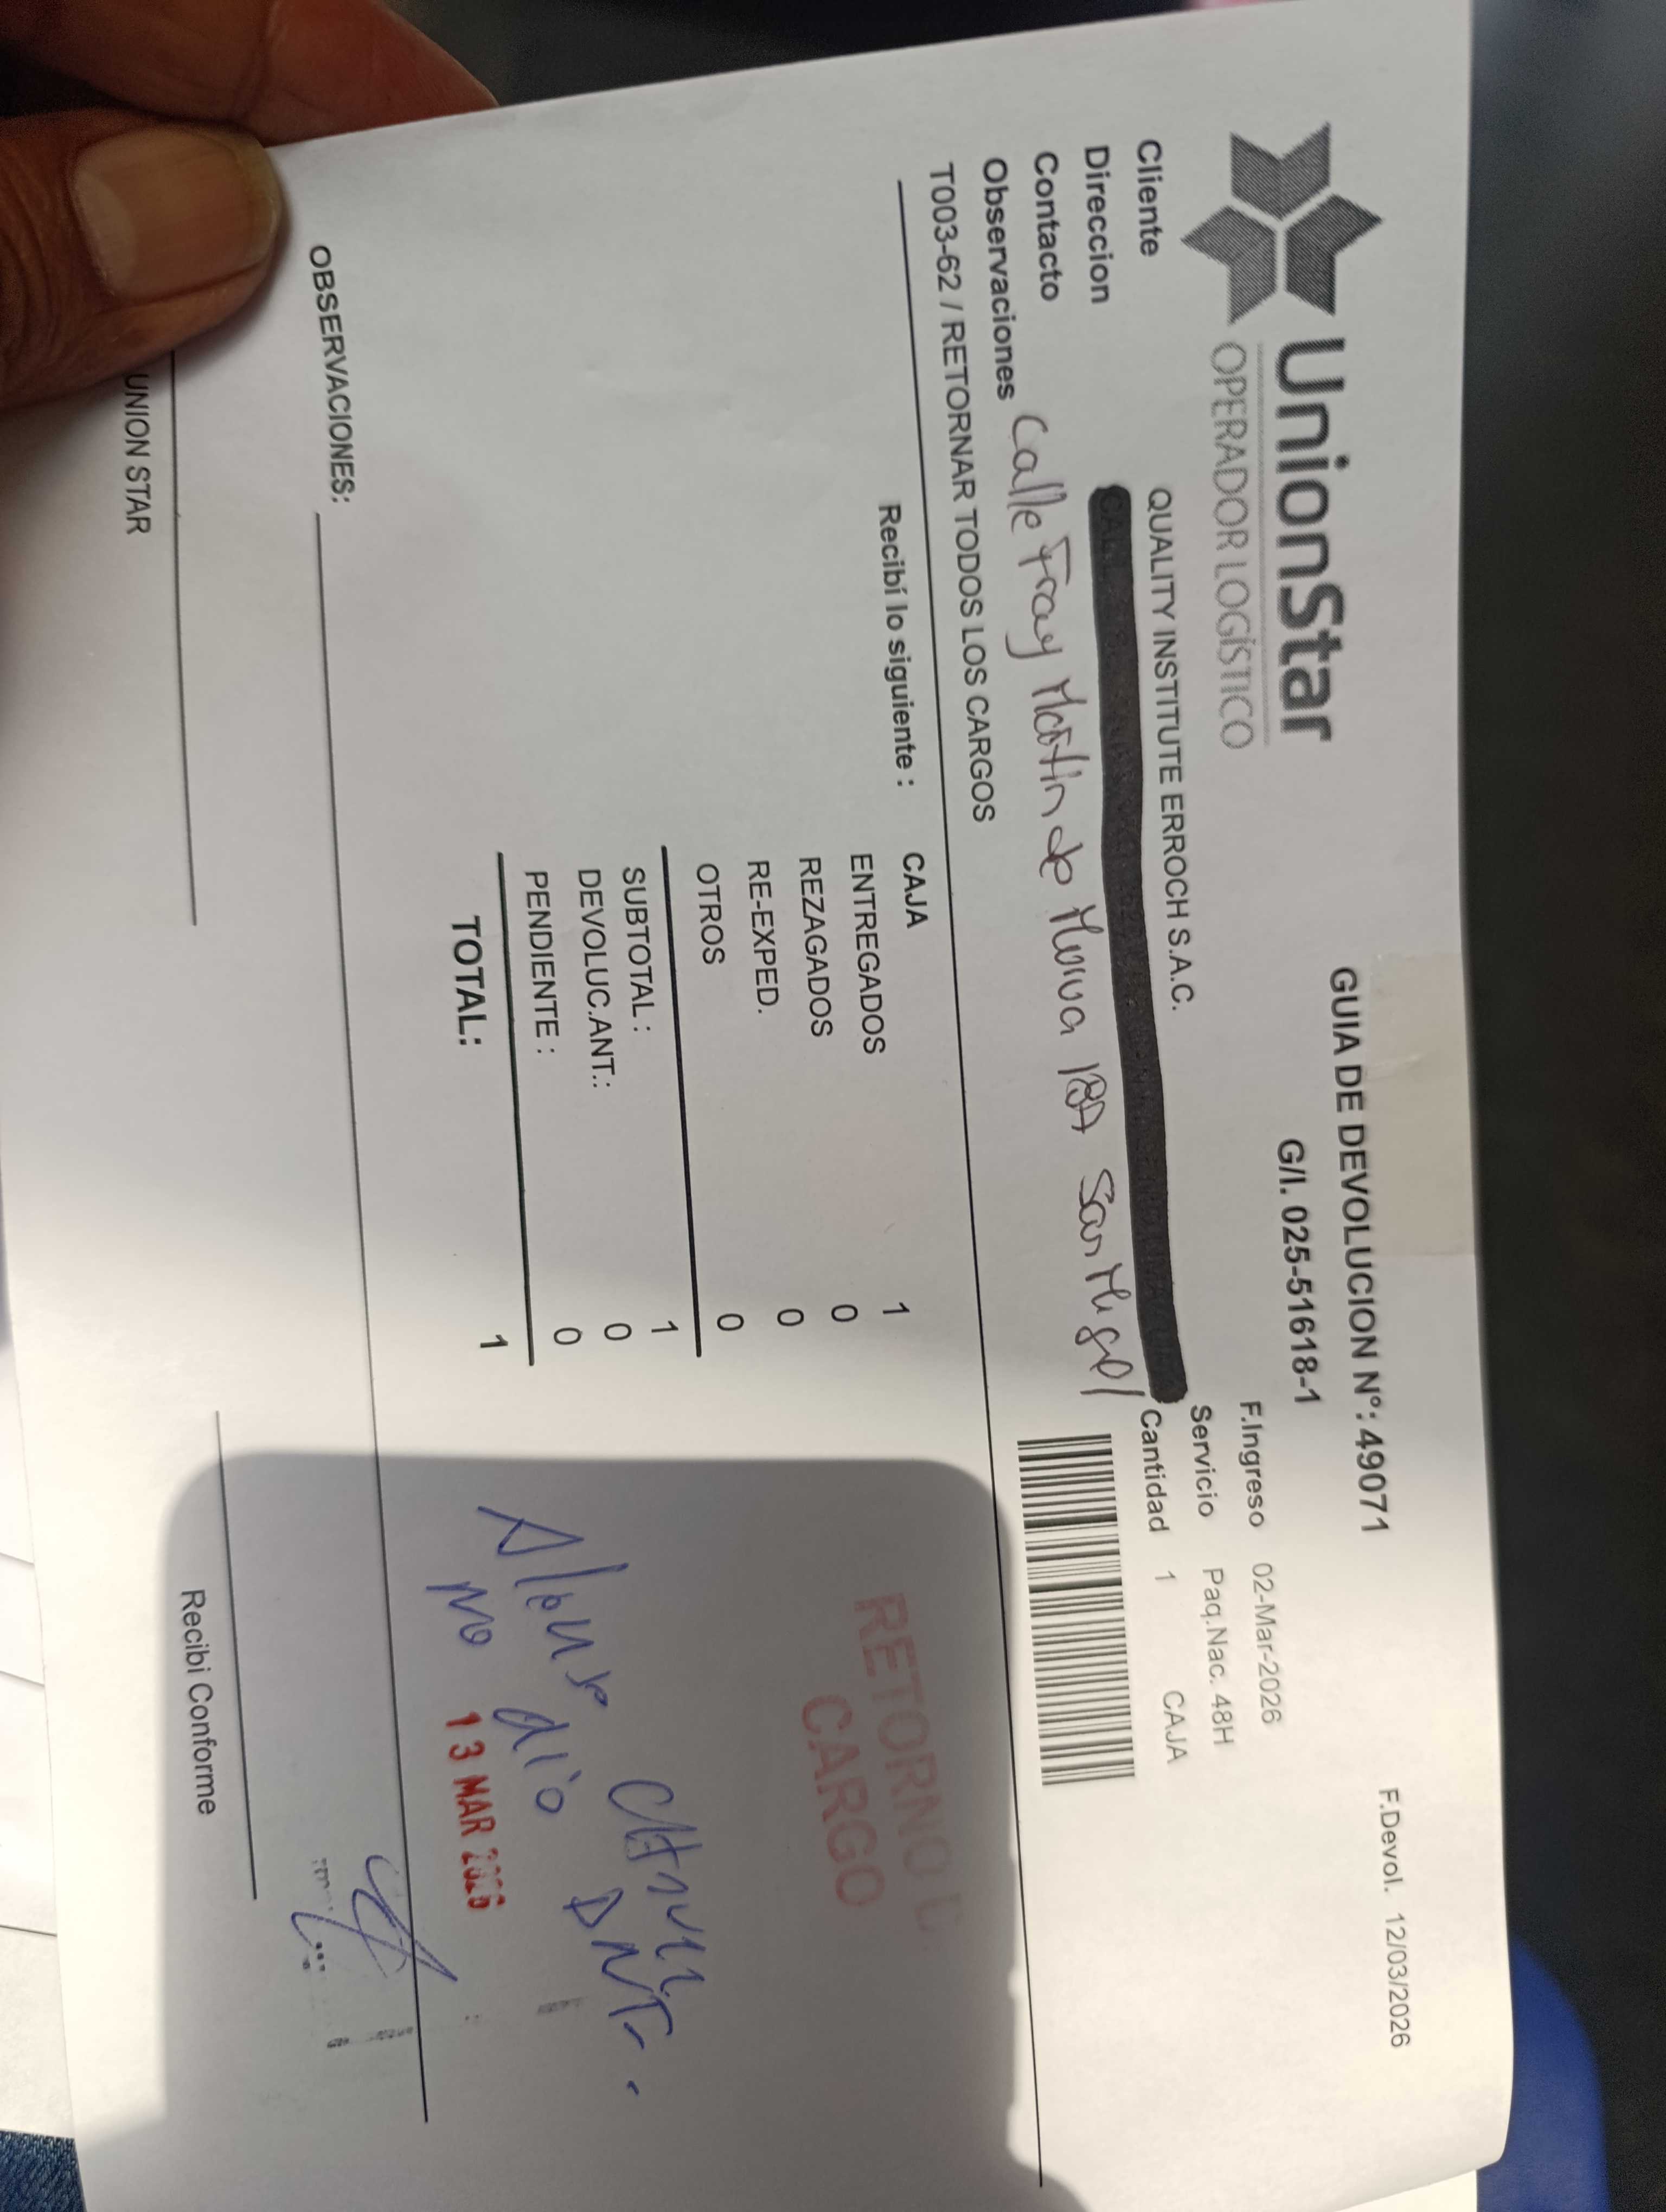 UnionStar
OPERADOR LOGÍSTICO
GUIA DE DEVOLUCION Nº: 49071
G/I. 025-51618-1
F.Devol. 12/03/2026
F.Ingreso 02-Mar-2026
Servicio Paq.Nac. 48H
Cantidad 1 CAJA
Cliente QUALITY INSTITUTE ERROCH S.A.C.
Direccion
Contacto
Calle Fray Martin de Murua San Miguel
Observaciones
T003-62 / RETORNAR TODOS LOS CARGOS
Recibí lo siguiente :
CAJA 1
ENTREGADOS 0
REZAGADOS 0
RE-EXPED. 0
OTROS
SUBTOTAL : 1
DEVOLUC.ANT.: 0
PENDIENTE : 0
TOTAL: 1
RETORNO D
CARGO
no dio DNI.
13 MAR 2026
OBSERVACIONES:
UNION STAR
Recibi Conforme